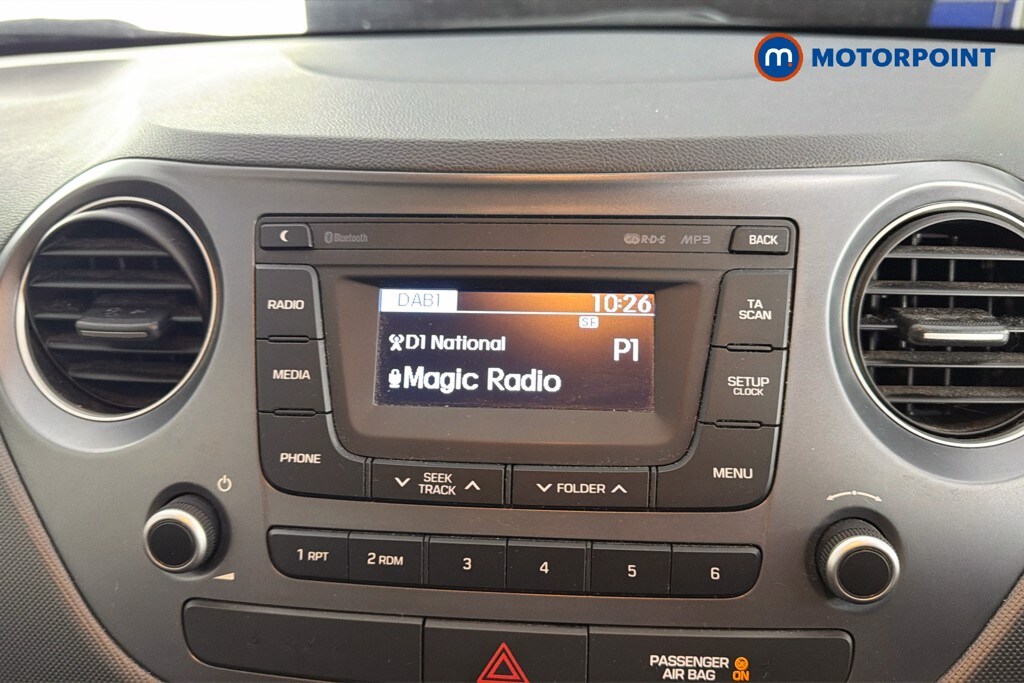 m. MOTORPOINT
Bluetooth R·D·S MP3 BACK
RADIO
DAB1 10:26
SF
TA
SCAN
D1 National P1
Magic Radio
MEDIA
SETUP
CLOCK
PHONE
SEEK
TRACK
FOLDER
MENU
1 RPT 2 RDM 3 4 5 6
PASSENGER
AIR BAG ON